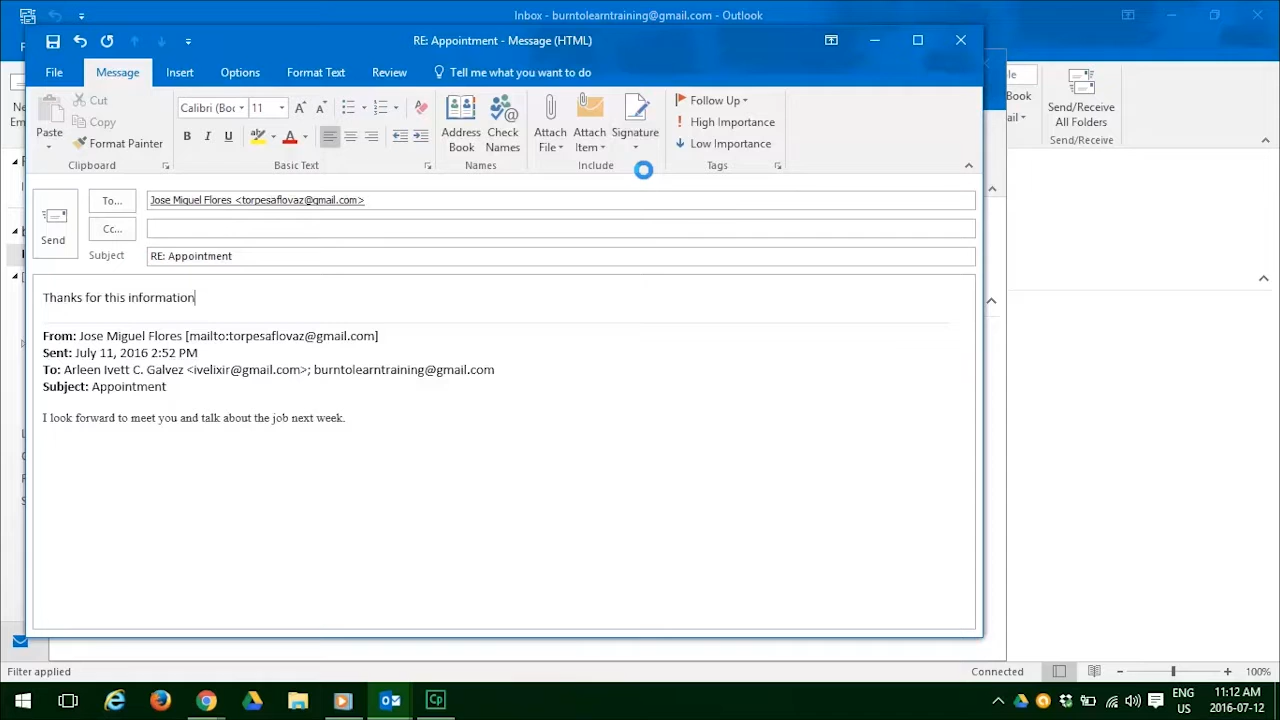 Inbox - burntolearntraining@gmail.com - Outlook
RE: Appointment - Message (HTML)
File Message Insert Options Format Text Review Tell me what you want to do
Cut
Copy
Format Painter
Paste
Clipboard
Calibri (Boc 11
B I U
Basic Text
Address Book
Check Names
Names
Attach File
Attach Item
Signature
Include
Follow Up
High Importance
Low Importance
Tags
Book
Send/Receive All Folders
Send/Receive
Send
To... Jose Miguel Flores <torpesaflovaz@gmail.com>
Cc...
Subject RE: Appointment
Thanks for this information
From: Jose Miguel Flores [mailto:torpesaflovaz@gmail.com]
Sent: July 11, 2016 2:52 PM
To: Arleen Ivett C. Galvez <ivelixir@gmail.com>; burntolearntraining@gmail.com
Subject: Appointment
I look forward to meet you and talk about the job next week.
Filter applied
Connected
100%
Cp
ENG
US
11:12 AM
2016-07-12